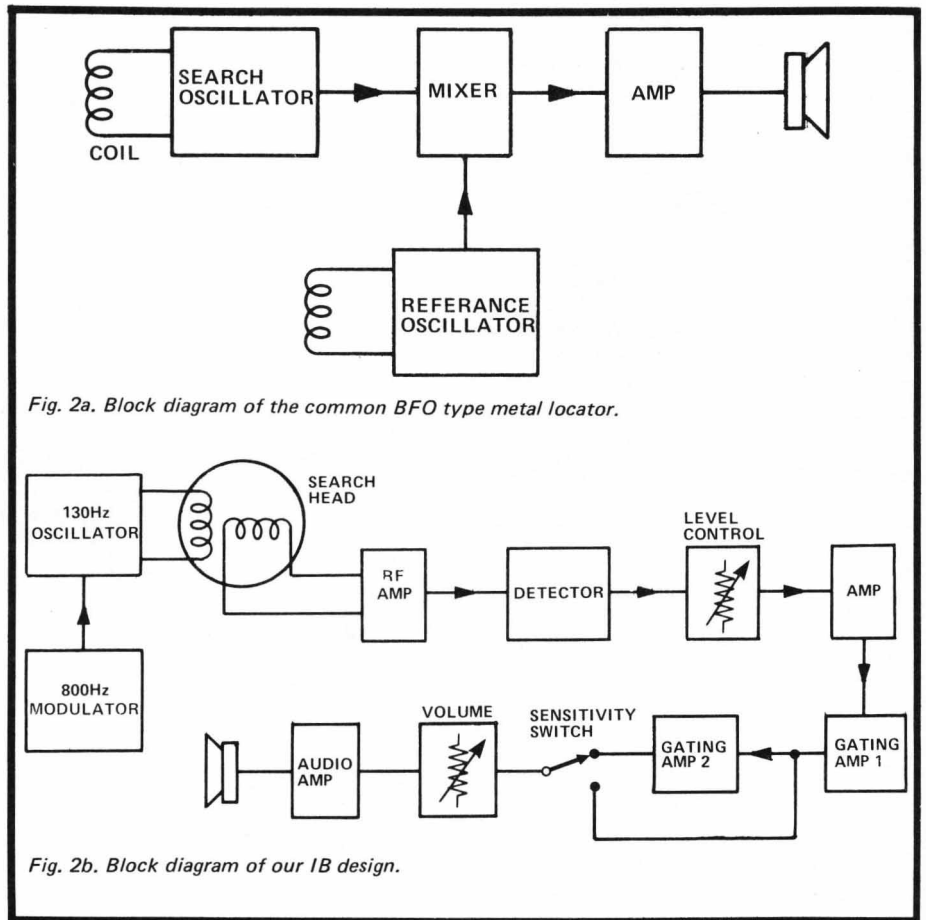 SEARCH
OSCILLATOR
COIL
MIXER
AMP
REFERANCE
OSCILLATOR
Fig. 2a. Block diagram of the common BFO type metal locator.
130Hz
OSCILLATOR
SEARCH
HEAD
RF
AMP
DETECTOR
LEVEL
CONTROL
AMP
800Hz
MODULATOR
AUDIO
AMP
VOLUME
SENSITIVITY
SWITCH
GATING
AMP 2
GATING
AMP 1
Fig. 2b. Block diagram of our IB design.